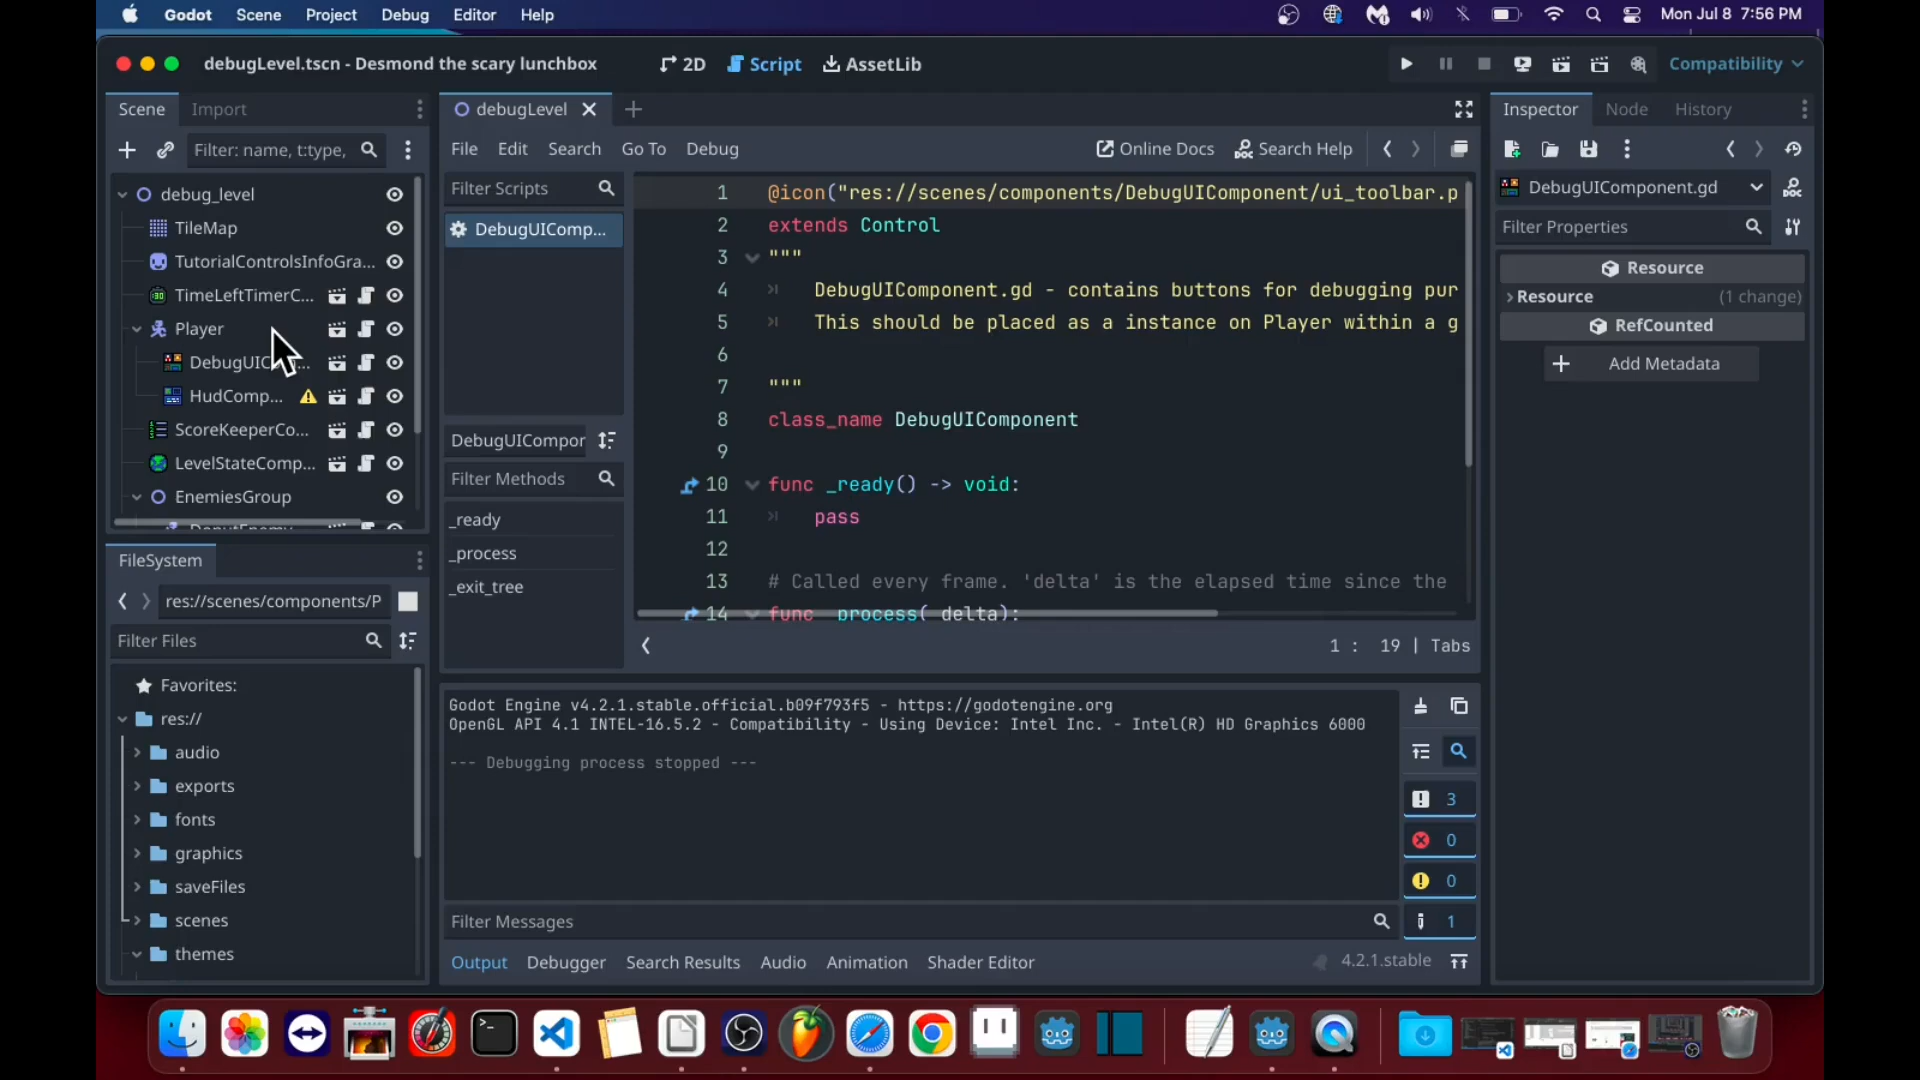 Godot Scene Project Debug Editor Help Mon Jul 8 7:56 PM
debugLevel.tscn - Desmond the scary lunchbox 2D Script AssetLib Compatibility
Scene Import
Filter: name, t:type,
debug_level
TileMap
TutorialControlsInfoGra...
TimeLeftTimerC...
Player
DebugUIC
HudComp...
ScoreKeeperCo...
LevelStateComp...
EnemiesGroup
DonutEnemy
FileSystem
res://scenes/components/P
Filter Files
Favorites:
res://
audio
exports
fonts
graphics
saveFiles
scenes
themes
debugLevel
File Edit Search Go To Debug Online Docs Search Help
Filter Scripts
DebugUIComp...
DebugUICompor
Filter Methods
_ready
_process
_exit_tree
1 @icon("res://scenes/components/DebugUIComponent/ui_toolbar.p
2 extends Control
3 """
4 DebugUIComponent.gd - contains buttons for debugging pur
5 This should be placed as a instance on Player within a g
6
7 """
8 class_name DebugUIComponent
9
10 func _ready() -> void:
11 pass
12
13 # Called every frame. 'delta' is the elapsed time since the
14 func _process(_delta):
1 : 19 | Tabs
Godot Engine v4.2.1.stable.official.b09f793f5 - https://godotengine.org
OpenGL API 4.1 INTEL-16.5.2 - Compatibility - Using Device: Intel Inc. - Intel(R) HD Graphics 6000
--- Debugging process stopped ---
3
0
0
1
Filter Messages
Output Debugger Search Results Audio Animation Shader Editor 4.2.1.stable
Inspector Node History
DebugUIComponent.gd
Filter Properties
Resource
Resource (1 change)
RefCounted
Add Metadata